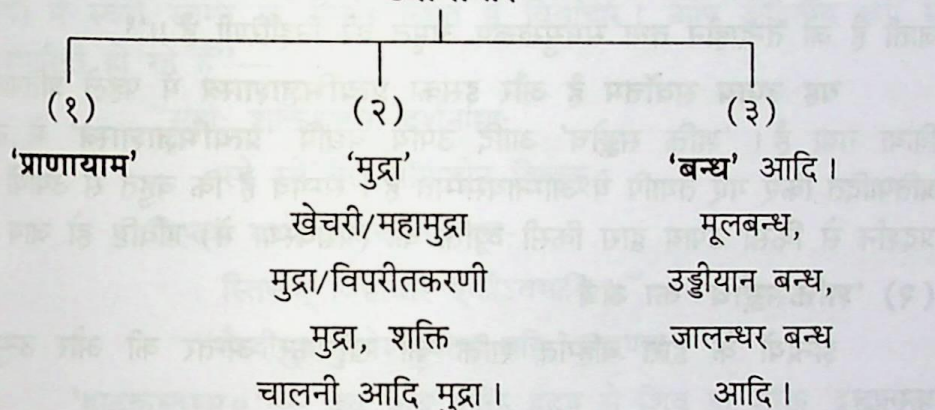 (१) (२) (३)
'प्राणायाम' 'मुद्रा' 'बन्ध' आदि।
खेचरी/महामुद्रा मूलबन्ध,
मुद्रा/विपरीतकरणी उड्डीयान बन्ध,
मुद्रा, शक्ति जालन्धर बन्ध
चालनी आदि मुद्रा। आदि।